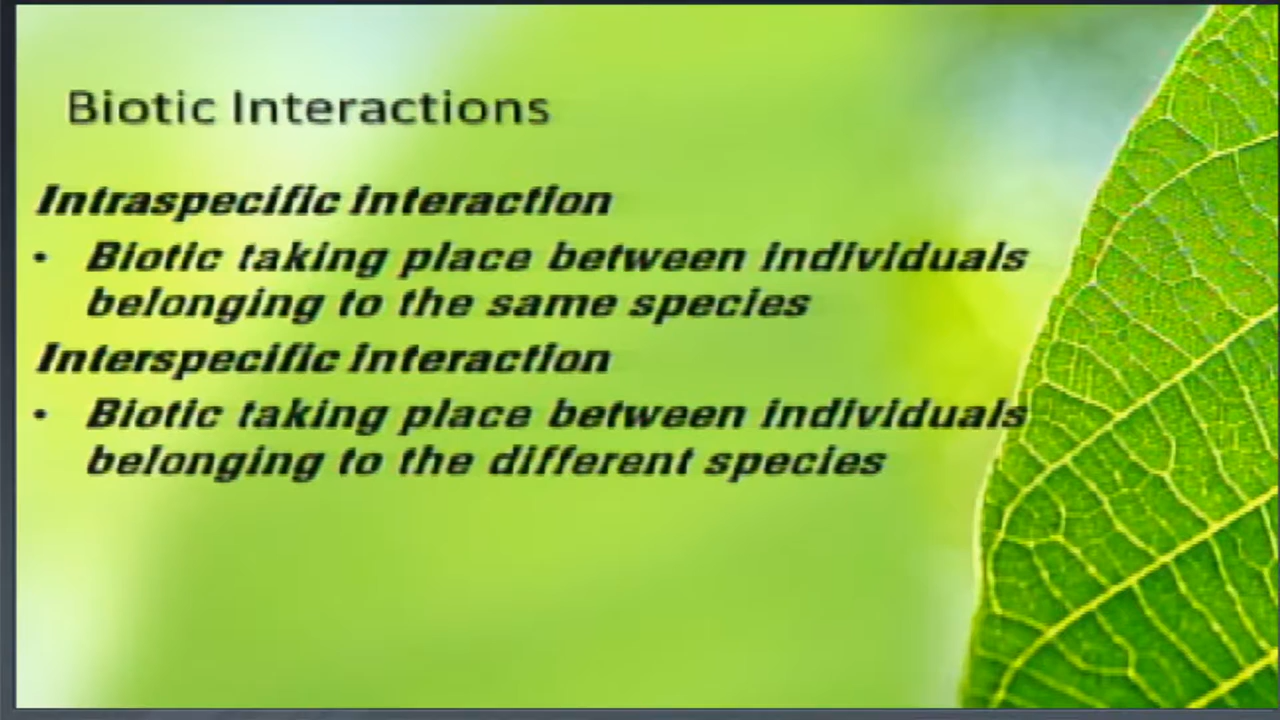 Biotic Interactions
Intraspecific interaction
• Biotic taking place between individuals
belonging to the same species
Interspecific interaction
• Biotic taking place between individuals
belonging to the different species